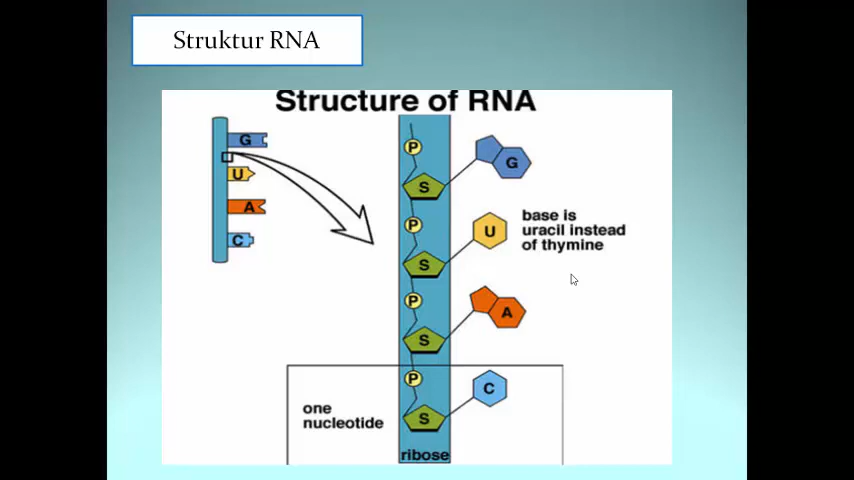 Struktur RNA
Structure of RNA
G
U
A
C
P
S
G
P
S
U
base is
uracil instead
of thymine
P
S
A
P
S
C
one
nucleotide
ribose